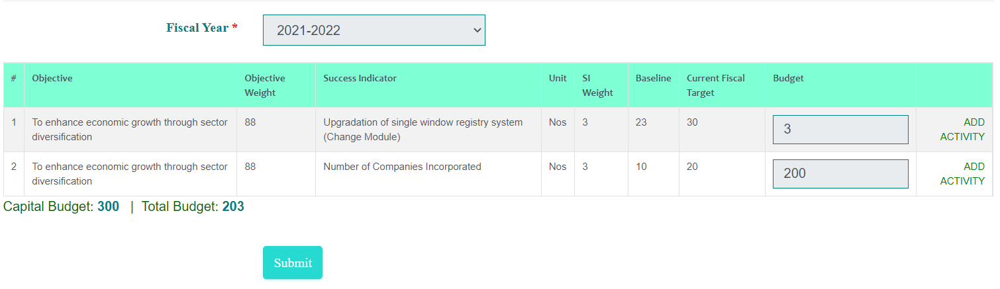 Fiscal Year *
2021-2022
# Objective Objective Weight Success Indicator Unit SI Weight Baseline Current Fiscal Target Budget
1 To enhance economic growth through sector diversification 88 Upgradation of single window registry system (Change Module) Nos 3 23 30 3 ADD ACTIVITY
2 To enhance economic growth through sector diversification 88 Number of Companies Incorporated Nos 3 10 20 200 ADD ACTIVITY
Capital Budget: 300 | Total Budget: 203
Submit